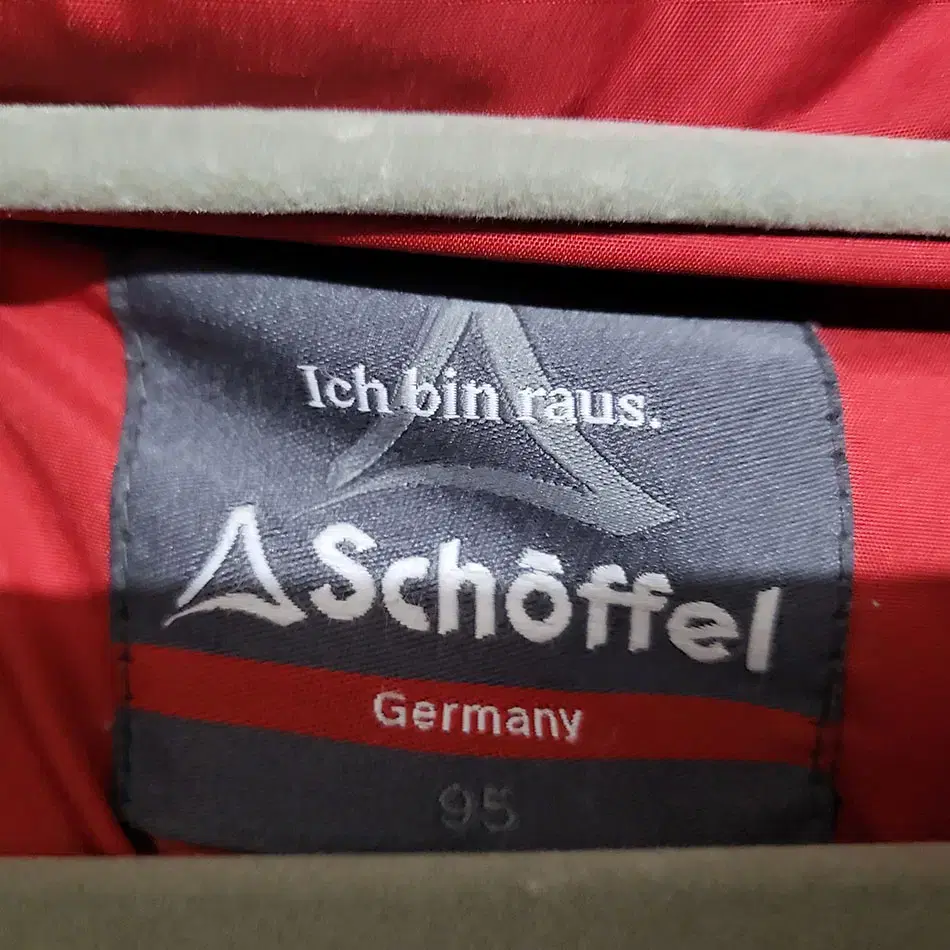 Ich bin raus.
Schöffel
Germany
95